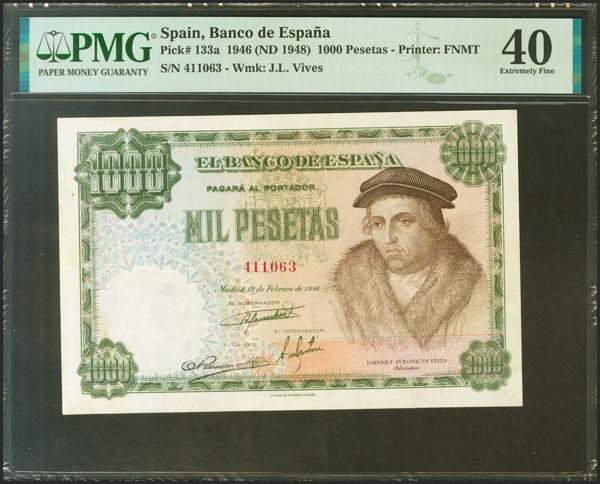 PMG
PAPER MONEY GUARANTY
Spain, Banco de España
Pick# 133a 1946 (ND 1948) 1000 Pesetas - Printer: FNMT
S/N 411063 - Wmk: J.L. Vives
40
Extremely Fine
1000
1000
EL BANCO DE ESPAÑA
PAGARÁ AL PORTADOR
MIL PESETAS
411063
Madrid, 19 de Febrero de 1946
EL GOBERNADOR
EL INTERVENTOR
EL CAJERO
IOANNES LVDOVICVS VIVES
Philosophus
1000
1000